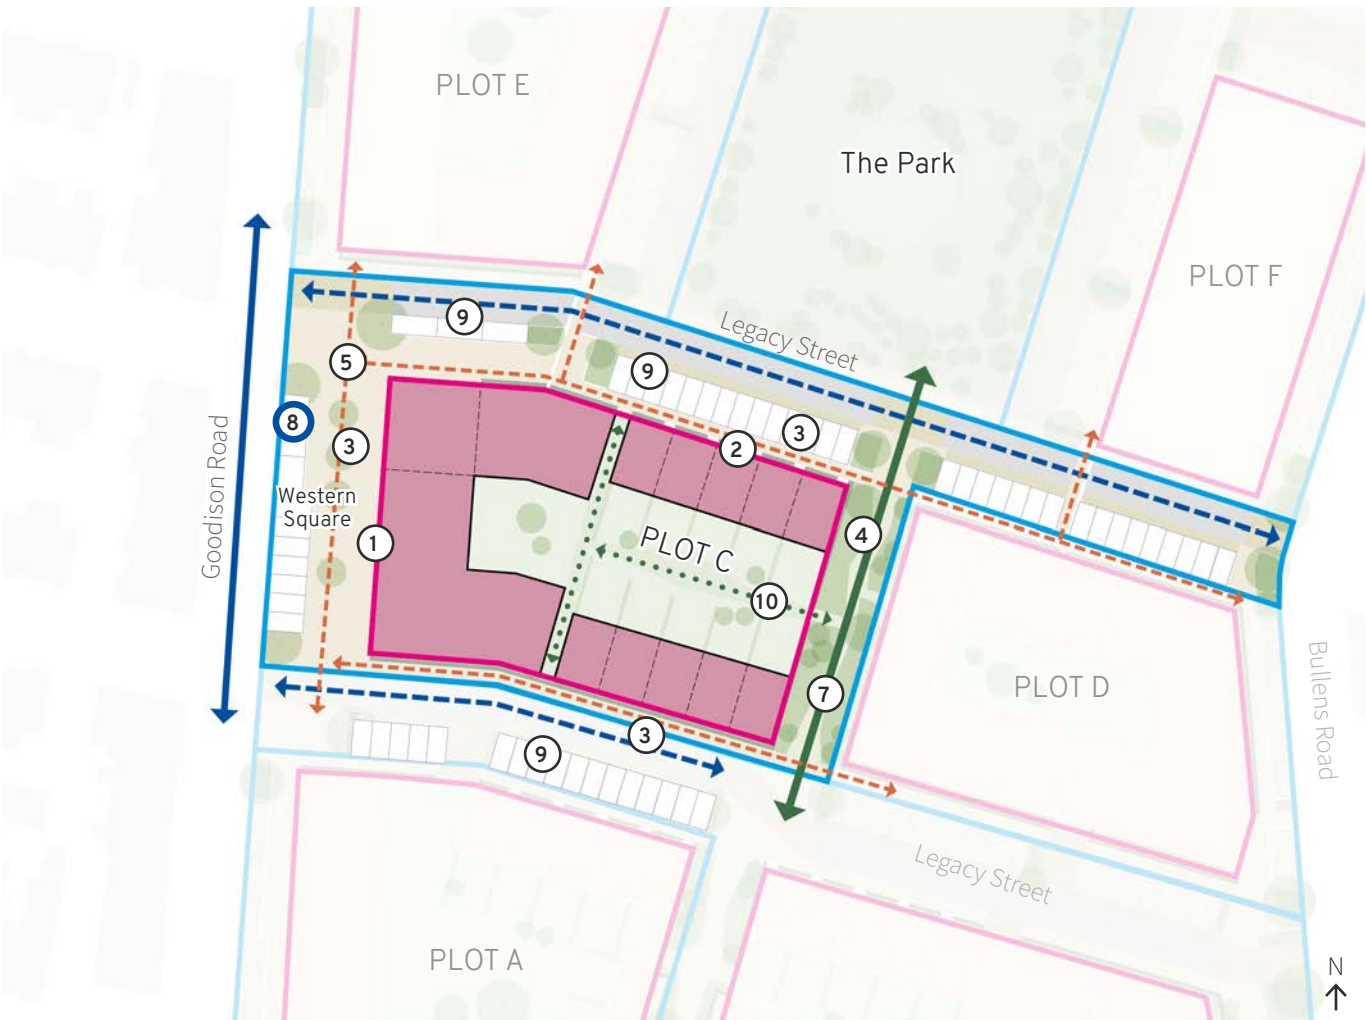 PLOT E
The Park
PLOT F
Legacy Street
9
5
9
8
3
3
2
Goodison Road
Western
Square
1
PLOT C
4
10
7
3
9
PLOT D
Bullens Road
Legacy Street
PLOT A
N